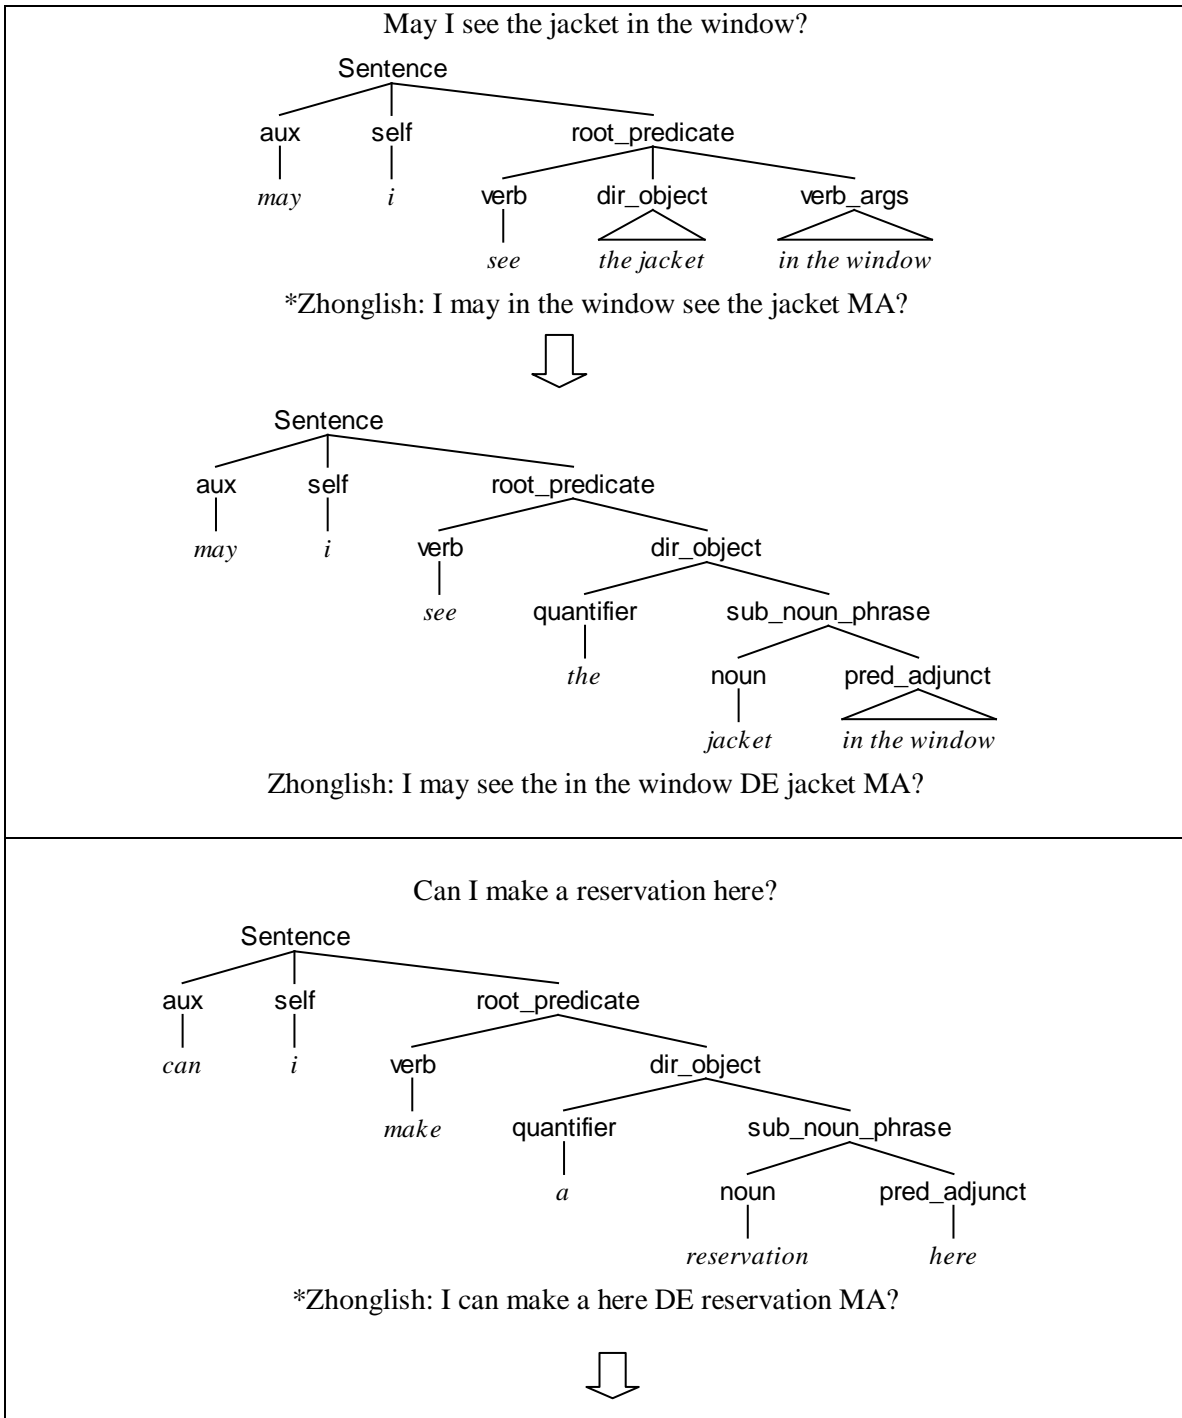 May I see the jacket in the window?
Sentence
aux self root_predicate
may i verb dir_object verb_args
see the jacket in the window
*Zhonglish: I may in the window see the jacket MA?
Sentence
aux self root_predicate
may i verb dir_object
see quantifier sub_noun_phrase
the noun pred_adjunct
jacket in the window
Zhonglish: I may see the in the window DE jacket MA?
Can I make a reservation here?
Sentence
aux self root_predicate
can i verb dir_object
make quantifier sub_noun_phrase
a noun pred_adjunct
reservation here
*Zhonglish: I can make a here DE reservation MA?